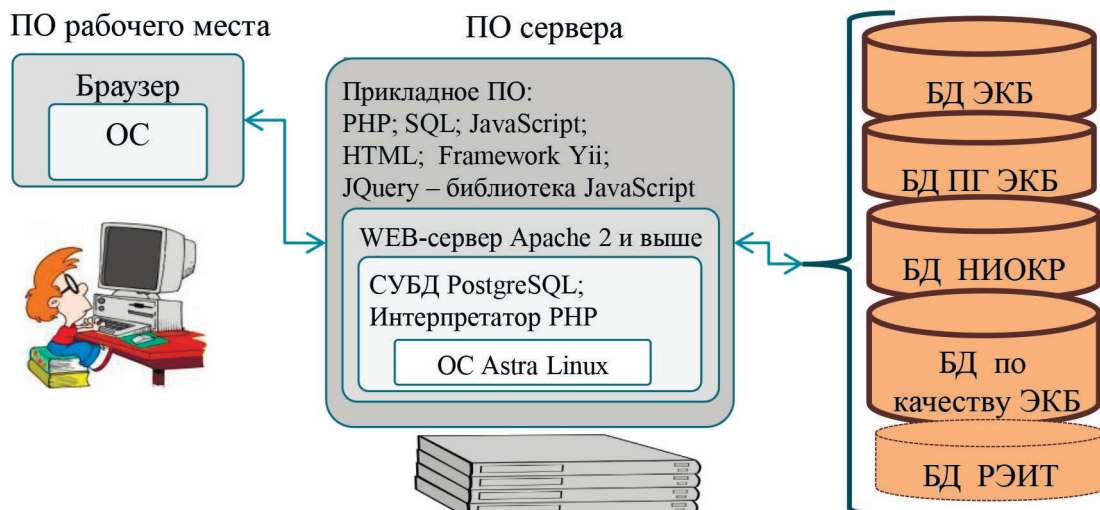 ПО рабочего места
Браузер
ОС
ПО сервера
Прикладное ПО:
PHP; SQL; JavaScript;
HTML; Framework Yii;
JQuery – библиотека JavaScript
WEB-сервер Apache 2 и выше
СУБД PostgreSQL;
Интерпретатор PHP
ОС Astra Linux
БД ЭКБ
БД ПГ ЭКБ
БД НИОКР
БД по
качеству ЭКБ
БД РЭИТ